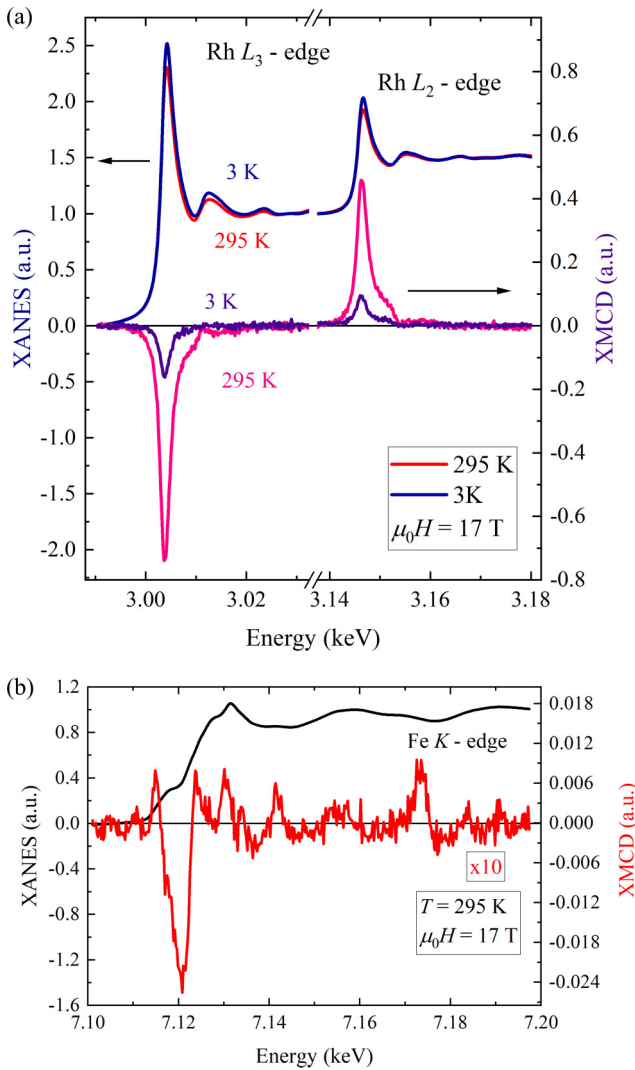 (a)
Rh L3 - edge
Rh L2 - edge
3 K
295 K
3 K
295 K
295 K
3K
μ0H = 17 T
2.5
2.0
1.5
1.0
0.5
0.0
-0.5
-1.0
-1.5
-2.0
XANES (a.u.)
0.8
0.6
0.4
0.2
0.0
-0.2
-0.4
-0.6
-0.8
XMCD (a.u.)
3.00 3.02 3.14 3.16 3.18
Energy (keV)
(b)
1.2
0.8
0.4
0.0
-0.4
-0.8
-1.2
-1.6
XANES (a.u.)
Fe K - edge
x10
T = 295 K
μ0H = 17 T
0.018
0.012
0.006
0.000
-0.006
-0.012
-0.018
-0.024
XMCD (a.u.)
7.10 7.12 7.14 7.16 7.18 7.20
Energy (keV)